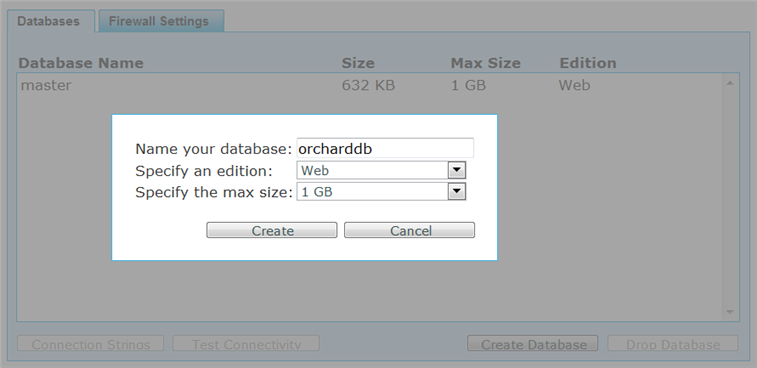 Databases Firewall Settings
Database Name Size Max Size Edition
master 632 KB 1 GB Web
Name your database: orcharddb
Specify an edition: Web
Specify the max size: 1 GB
Create Cancel
Connection Strings Test Connectivity Create Database Drop Database